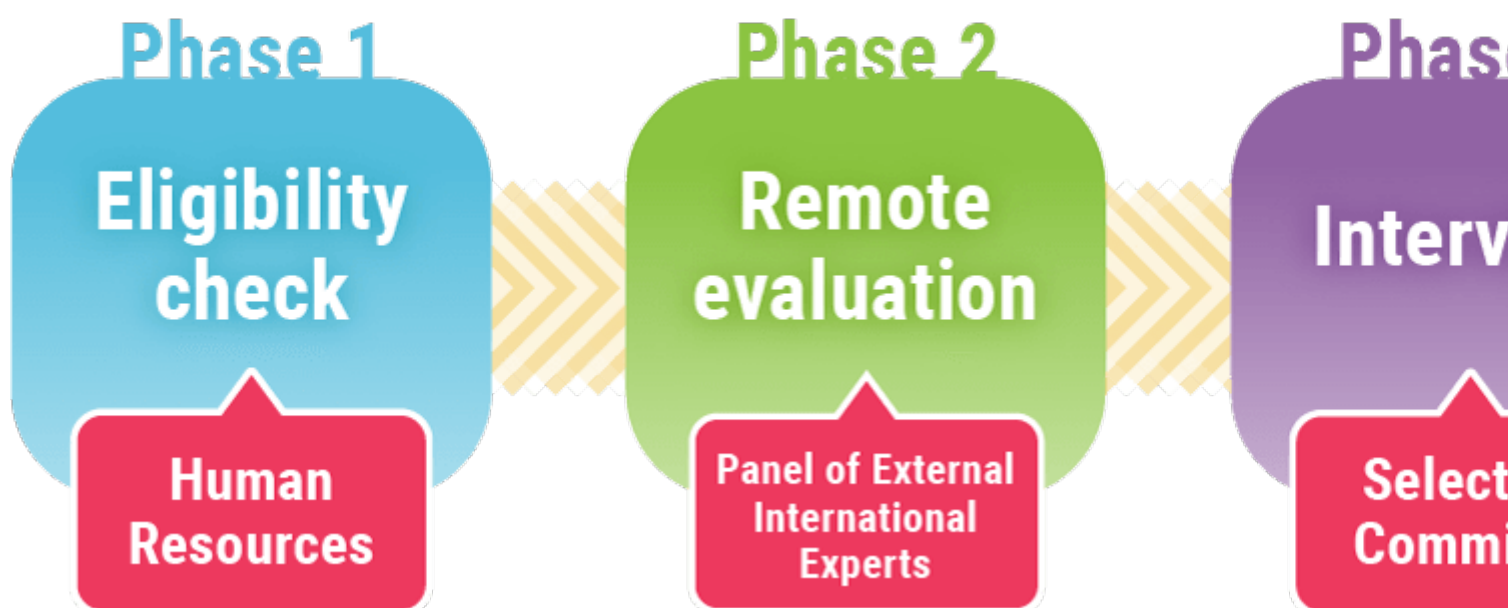 Phase 1
Eligibility
check
Human
Resources
Phase 2
Remote
evaluation
Panel of External
International
Experts